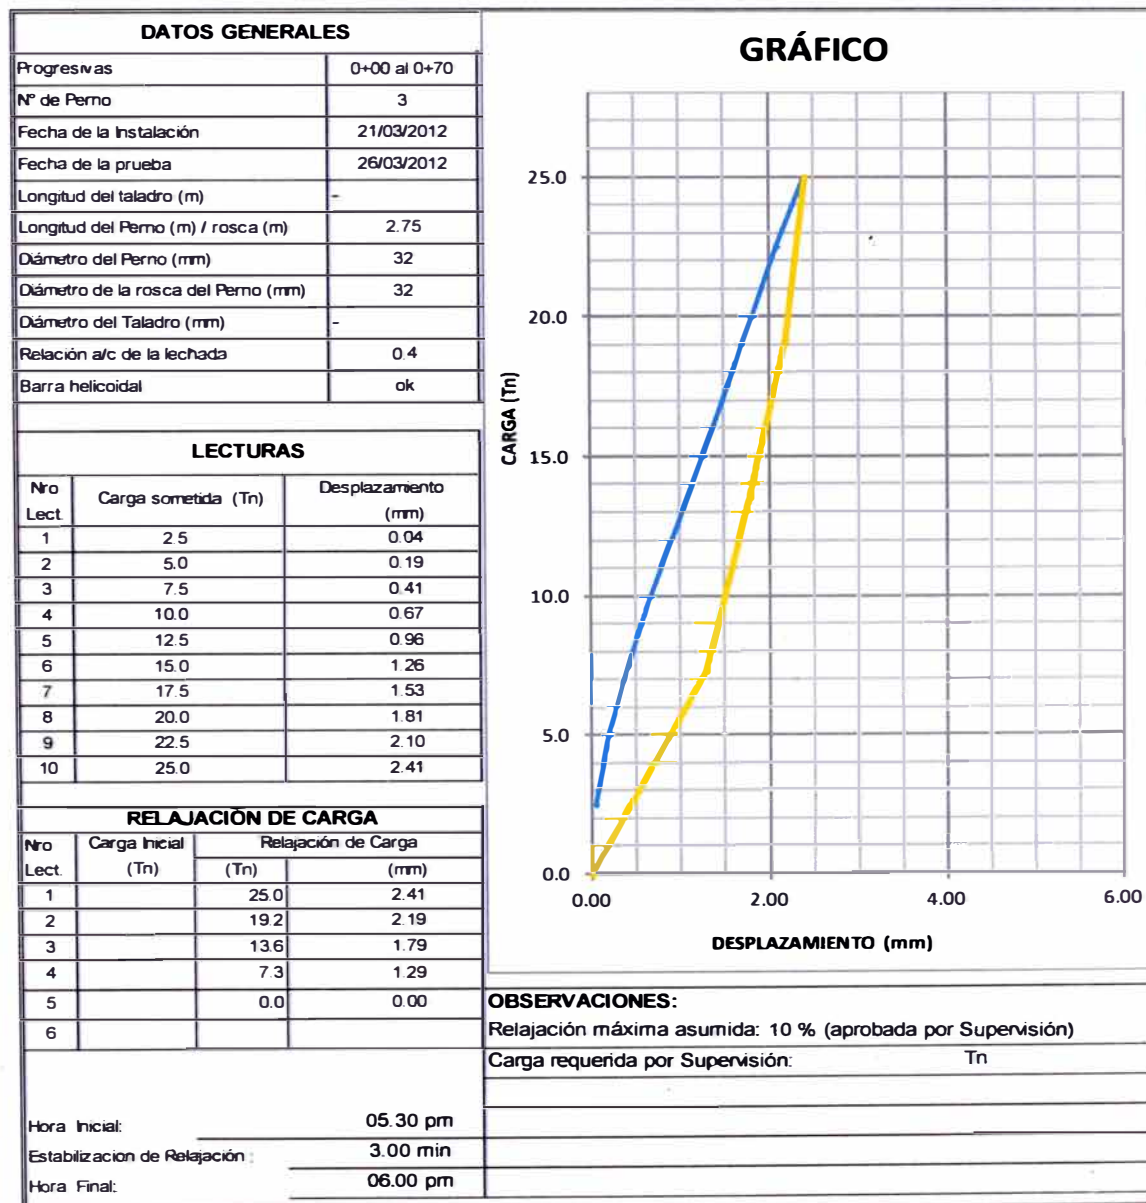 DATOS GENERALES
Progresivas 0+00 al 0+70
N° de Perno 3
Fecha de la Instalación 21/03/2012
Fecha de la prueba 26/03/2012
Longitud del taladro (m) -
Longitud del Perno (m) / rosca (m) 2.75
Diámetro del Perno (mm) 32
Diámetro de la rosca del Perno (mm) 32
Diámetro del Taladro (mm) -
Relación a/c de la lechada 0.4
Barra helicoidal ok
LECTURAS
Nro Lect. Carga sometida (Tn) Desplazamiento (mm)
1 2.5 0.04
2 5.0 0.19
3 7.5 0.41
4 10.0 0.67
5 12.5 0.96
6 15.0 1.26
7 17.5 1.53
8 20.0 1.81
9 22.5 2.10
10 25.0 2.41
RELAJACIÓN DE CARGA
Nro Carga Inicial Relajación de Carga
Lect. (Tn) (Tn) (mm)
1 25.0 2.41
2 19.2 2.19
3 13.6 1.79
4 7.3 1.29
5 0.0 0.00
6
Hora Inicial: 05.30 pm
Estabilizacion de Relajación : 3.00 min
Hora Final: 06.00 pm
GRÁFICO
CARGA (Tn)
25.0
20.0
15.0
10.0
5.0
0.0
0.00 2.00 4.00 6.00
DESPLAZAMIENTO (mm)
OBSERVACIONES:
Relajación máxima asumida: 10 % (aprobada por Supervisión)
Carga requerida por Supervisión: Tn